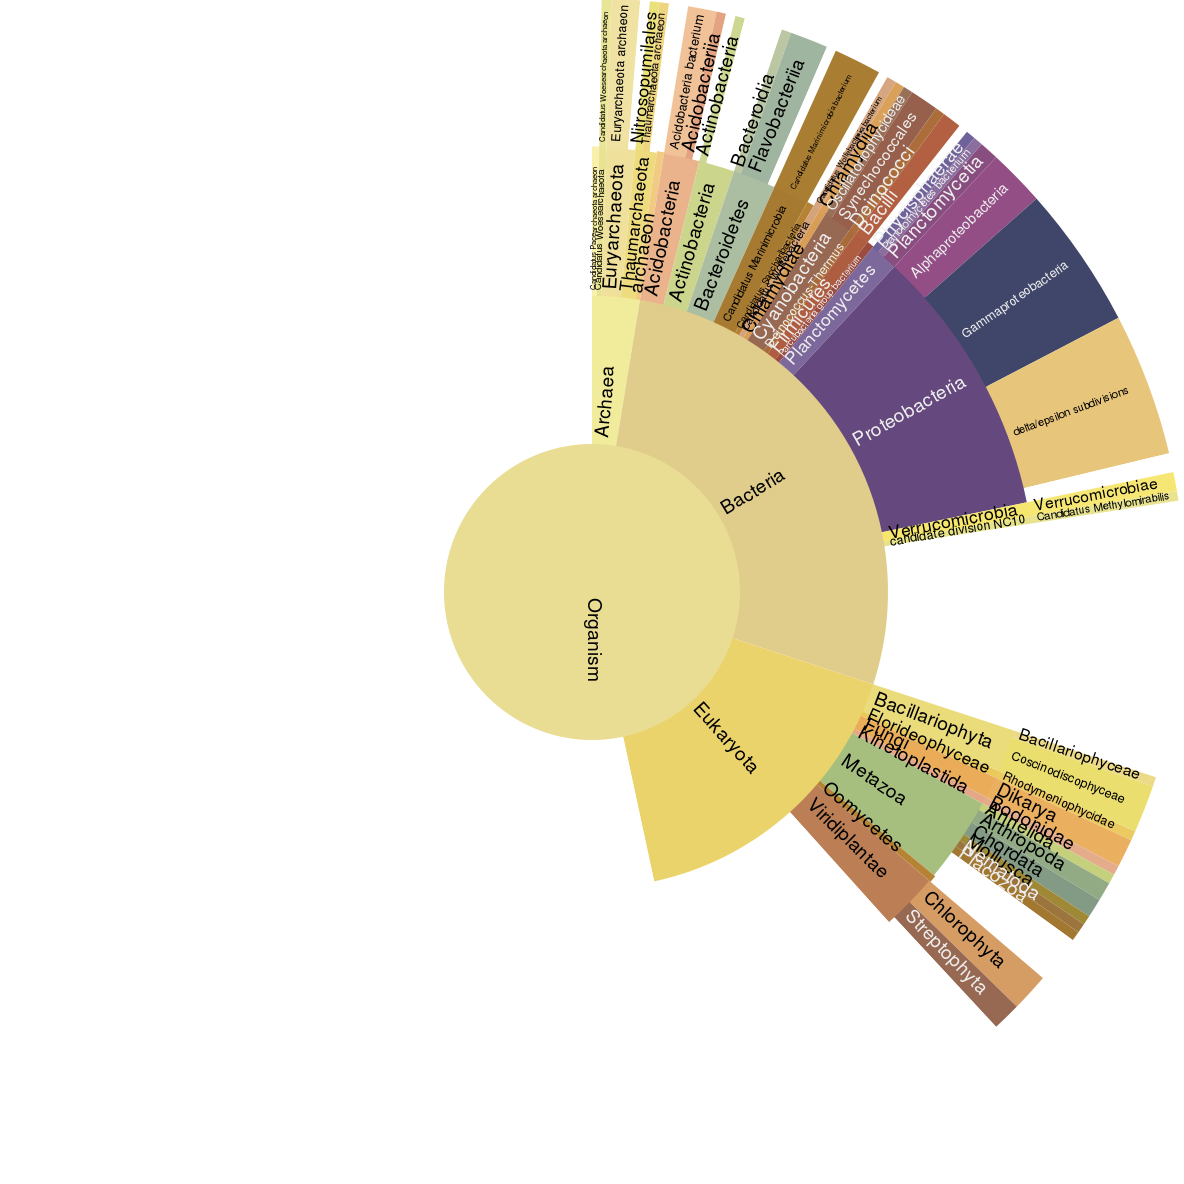 Organism
Archaea
Bacteria
Eukaryota
Candidatus Woesearchaeota
Euryarchaeota
Thaumarchaeota
archaeon
Acidobacteria
Actinobacteria
Bacteroidetes
Candidatus Marinimicrobia
Chlamydiae
Cyanobacteria
Deinococcus-Thermus
Firmicutes
Planctomycetes
Proteobacteria
Verrucomicrobia
candidate division NC10
Candidatus Woesearchaeota archaeon
Euryarchaeota archaeon
Nitrosopumilales
Thaumarchaeota archaeon
Acidobacteria bacterium
Acidobacteriia
Actinobacteria
Bacteroidia
Flavobacteriia
Candidatus Marinimicrobia bacterium
Chlamydiia
Oscillatoriophycideae
Synechococcales
Deinococci
Bacilli
Phycisphaerae
Planctomycetes bacterium
Planctomycetia
Alphaproteobacteria
Gammaproteobacteria
delta/epsilon subdivisions
Verrucomicrobiae
Candidatus Methylomirabilis
Bacillariophyta
Florideophyceae
Fungi
Kinetoplastida
Metazoa
Oomycetes
Viridiplantae
Bacillariophyceae
Coscinodiscophyceae
Rhodymeniophycidae
Dikarya
Bodonidae
Annelida
Arthropoda
Chordata
Mollusca
Nematoda
Placozoa
Chlorophyta
Streptophyta